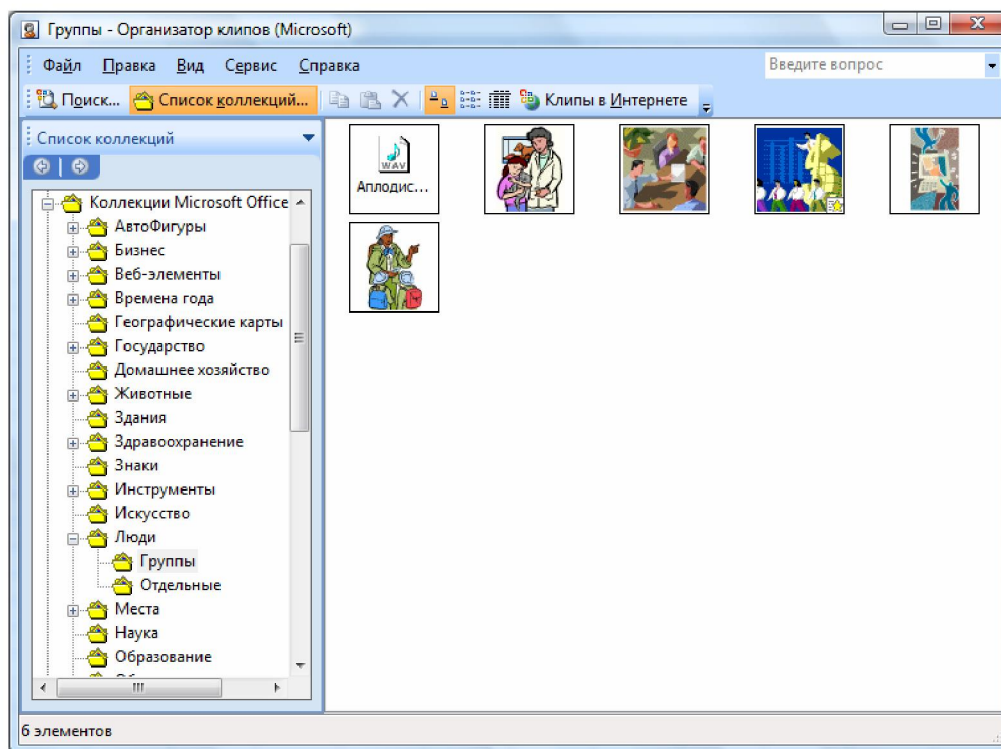 Группы - Организатор клипов (Microsoft)
Файл Правка Вид Сервис Справка
Введите вопрос
Поиск... Список коллекций... Клипы в Интернете
Список коллекций
Коллекции Microsoft Office
АвтоФигуры
Бизнес
Веб-элементы
Времена года
Географические карты
Государство
Домашнее хозяйство
Животные
Здания
Здравоохранение
Знаки
Инструменты
Искусство
Люди
Группы
Отдельные
Места
Наука
Образование
WAV
Аплодис...
6 элементов